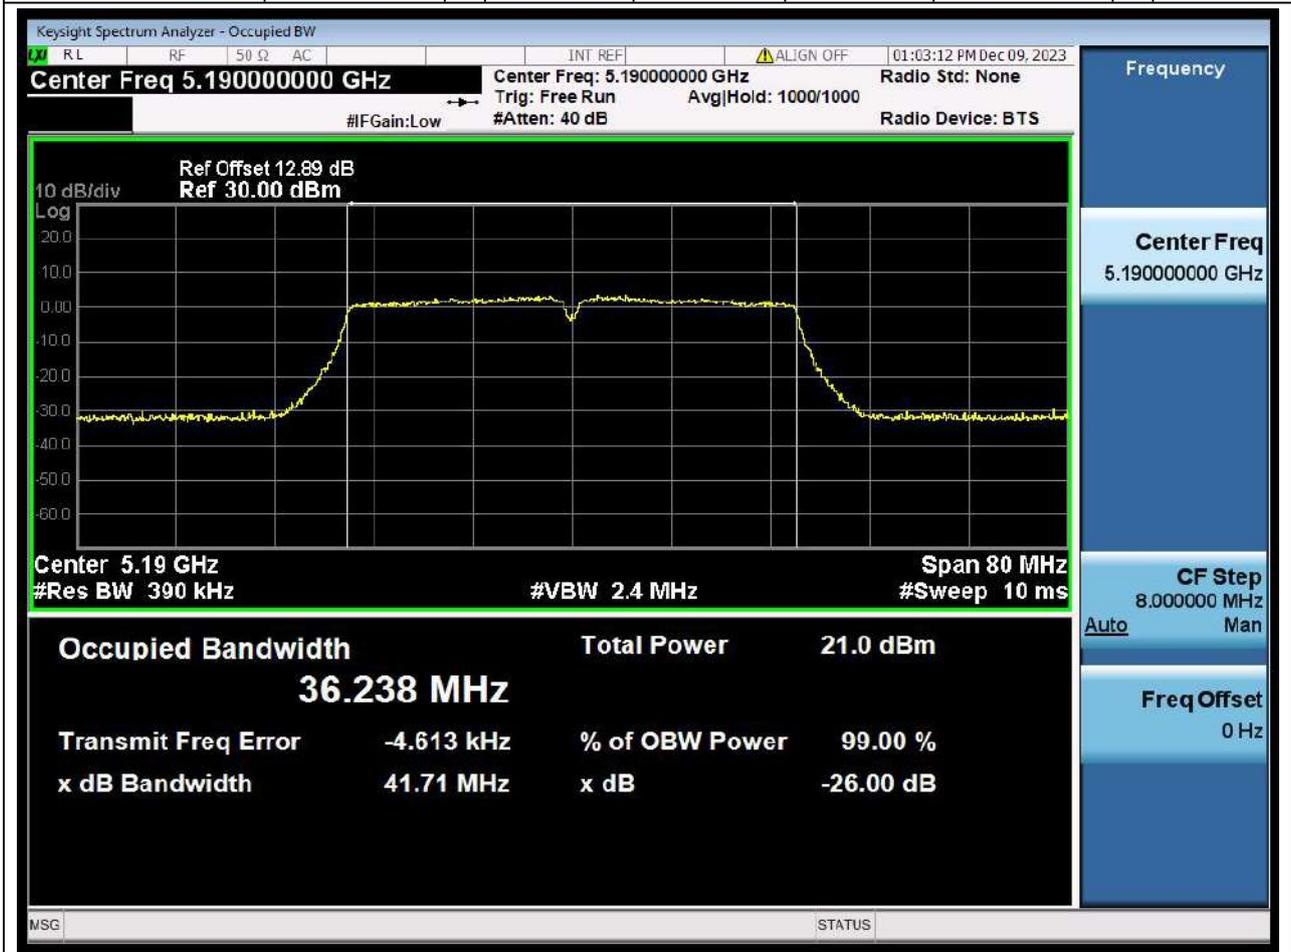 Keysight Spectrum Analyzer - Occupied BW
LXI RL RF 50 Ω AC INT REF ALIGN OFF 01:03:12 PM Dec 09, 2023
Center Freq 5.190000000 GHz
Center Freq: 5.190000000 GHz Radio Std: None
Trig: Free Run Avg|Hold: 1000/1000
#IFGain:Low #Atten: 40 dB Radio Device: BTS
Ref Offset 12.89 dB
10 dB/div Ref 30.00 dBm
Log
20.0
10.0
0.00
-10.0
-20.0
-30.0
-40.0
-50.0
-60.0
Center 5.19 GHz Span 80 MHz
#Res BW 390 kHz #VBW 2.4 MHz #Sweep 10 ms
Occupied Bandwidth Total Power 21.0 dBm
36.238 MHz
Transmit Freq Error -4.613 kHz % of OBW Power 99.00 %
x dB Bandwidth 41.71 MHz x dB -26.00 dB
MSG STATUS
Frequency
Center Freq
5.190000000 GHz
CF Step
8.000000 MHz
Auto Man
Freq Offset
0 Hz